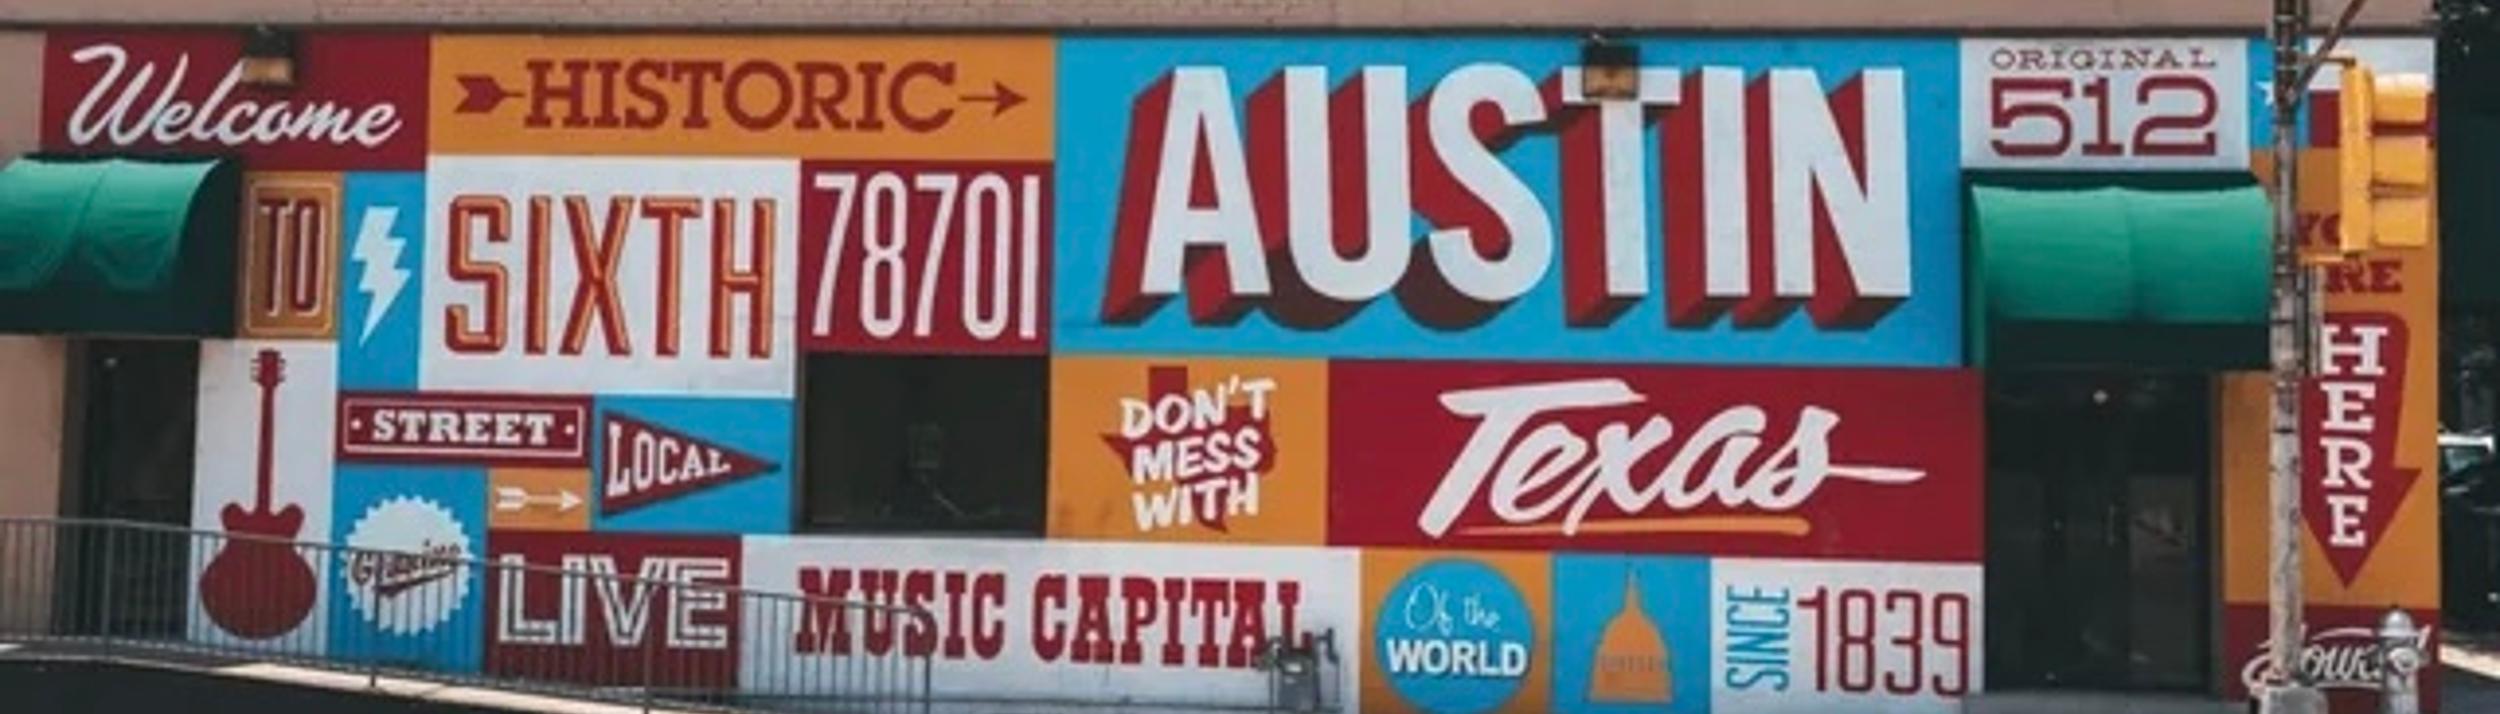 Welcome
HISTORIC
AUSTIN
ORIGINAL
512
TO
SIXTH
78701
RE
HERE
STREET
LOCAL
DON'T
MESS
WITH
Texas
Genuine
LIVE
MUSIC CAPITAL
Of the
WORLD
SINCE
1839